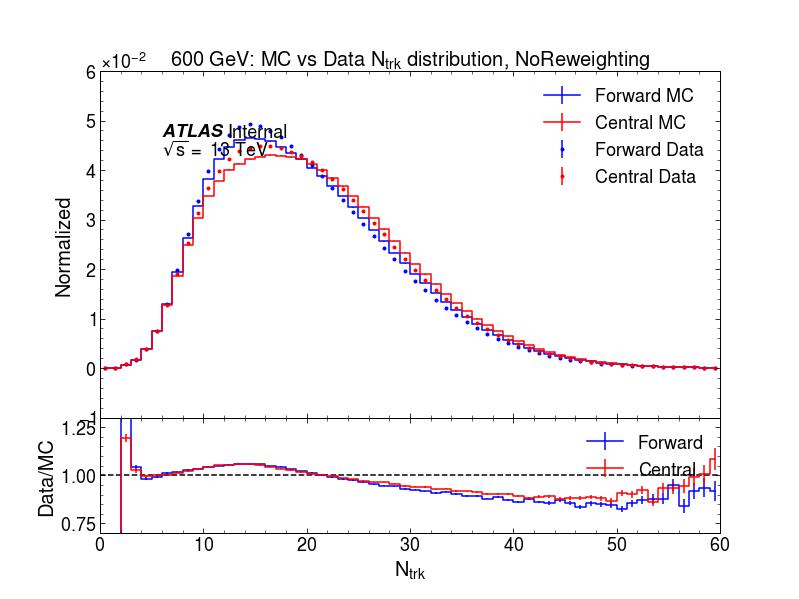 ×10⁻² 600 GeV: MC vs Data Ntrk distribution, NoReweighting
6
5
4
3
2
1
0
−1
Normalized
ATLAS Internal
√s = 13 TeV
Forward MC
Central MC
Forward Data
Central Data
1.25
1.00
0.75
Data/MC
Forward
Central
0 10 20 30 40 50 60
Ntrk